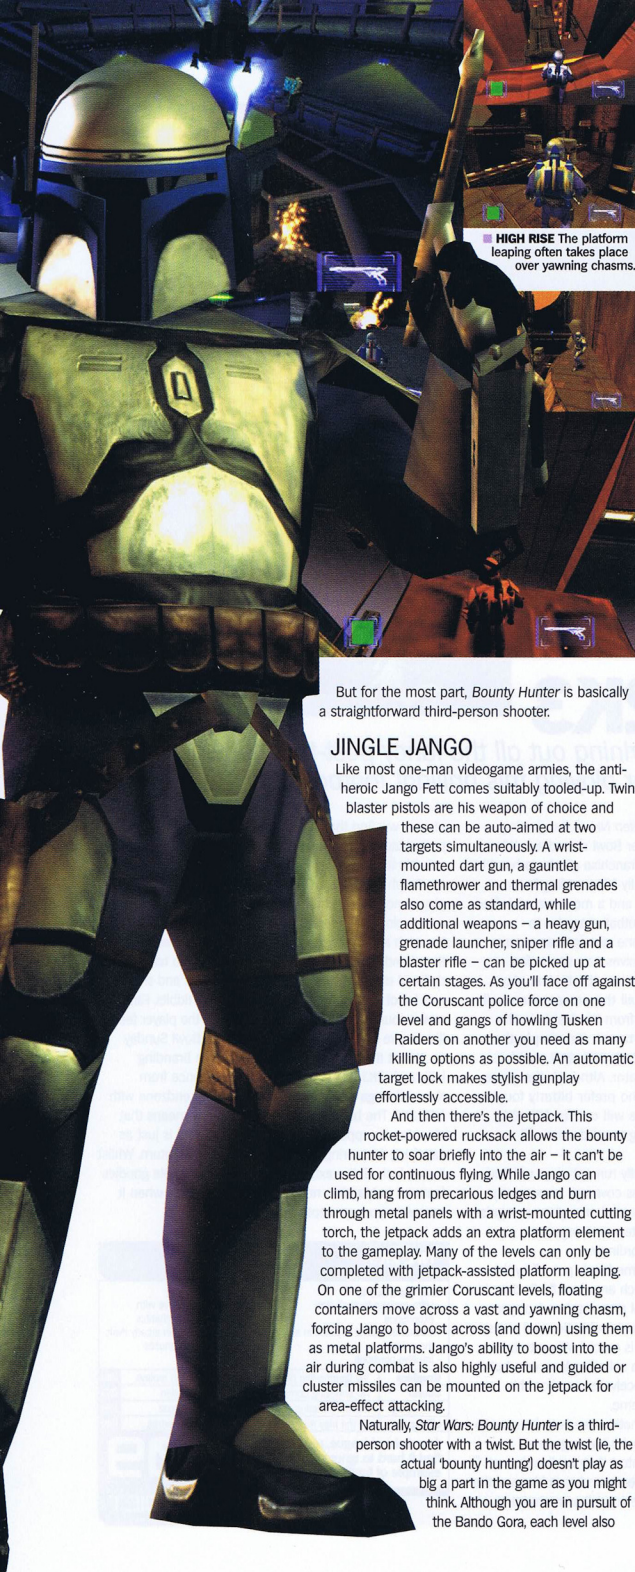 HIGH RISE The platform
leaping often takes place
over yawning chasms.
But for the most part, Bounty Hunter is basically
a straightforward third-person shooter.
JINGLE JANGO
Like most one-man videogame armies, the anti-
heroic Jango Fett comes suitably tooled-up. Twin
blaster pistols are his weapon of choice and
these can be auto-aimed at two
targets simultaneously. A wrist-
mounted dart gun, a gauntlet
flamethrower and thermal grenades
also come as standard, while
additional weapons – a heavy gun,
grenade launcher, sniper rifle and a
blaster rifle – can be picked up at
certain stages. As you'll face off against
the Coruscant police force on one
level and gangs of howling Tusken
Raiders on another you need as many
killing options as possible. An automatic
target lock makes stylish gunplay
effortlessly accessible.
And then there's the jetpack. This
rocket-powered rucksack allows the bounty
hunter to soar briefly into the air – it can't be
used for continuous flying. While Jango can
climb, hang from precarious ledges and burn
through metal panels with a wrist-mounted cutting
torch, the jetpack adds an extra platform element
to the gameplay. Many of the levels can only be
completed with jetpack-assisted platform leaping.
On one of the grimier Coruscant levels, floating
containers move across a vast and yawning chasm,
forcing Jango to boost across (and down) using them
as metal platforms. Jango's ability to boost into the
air during combat is also highly useful and guided or
cluster missiles can be mounted on the jetpack for
area-effect attacking.
Naturally, Star Wars: Bounty Hunter is a third-
person shooter with a twist. But the twist (ie, the
actual 'bounty hunting') doesn't play as
big a part in the game as you might
think. Although you are in pursuit of
the Bando Gora, each level also